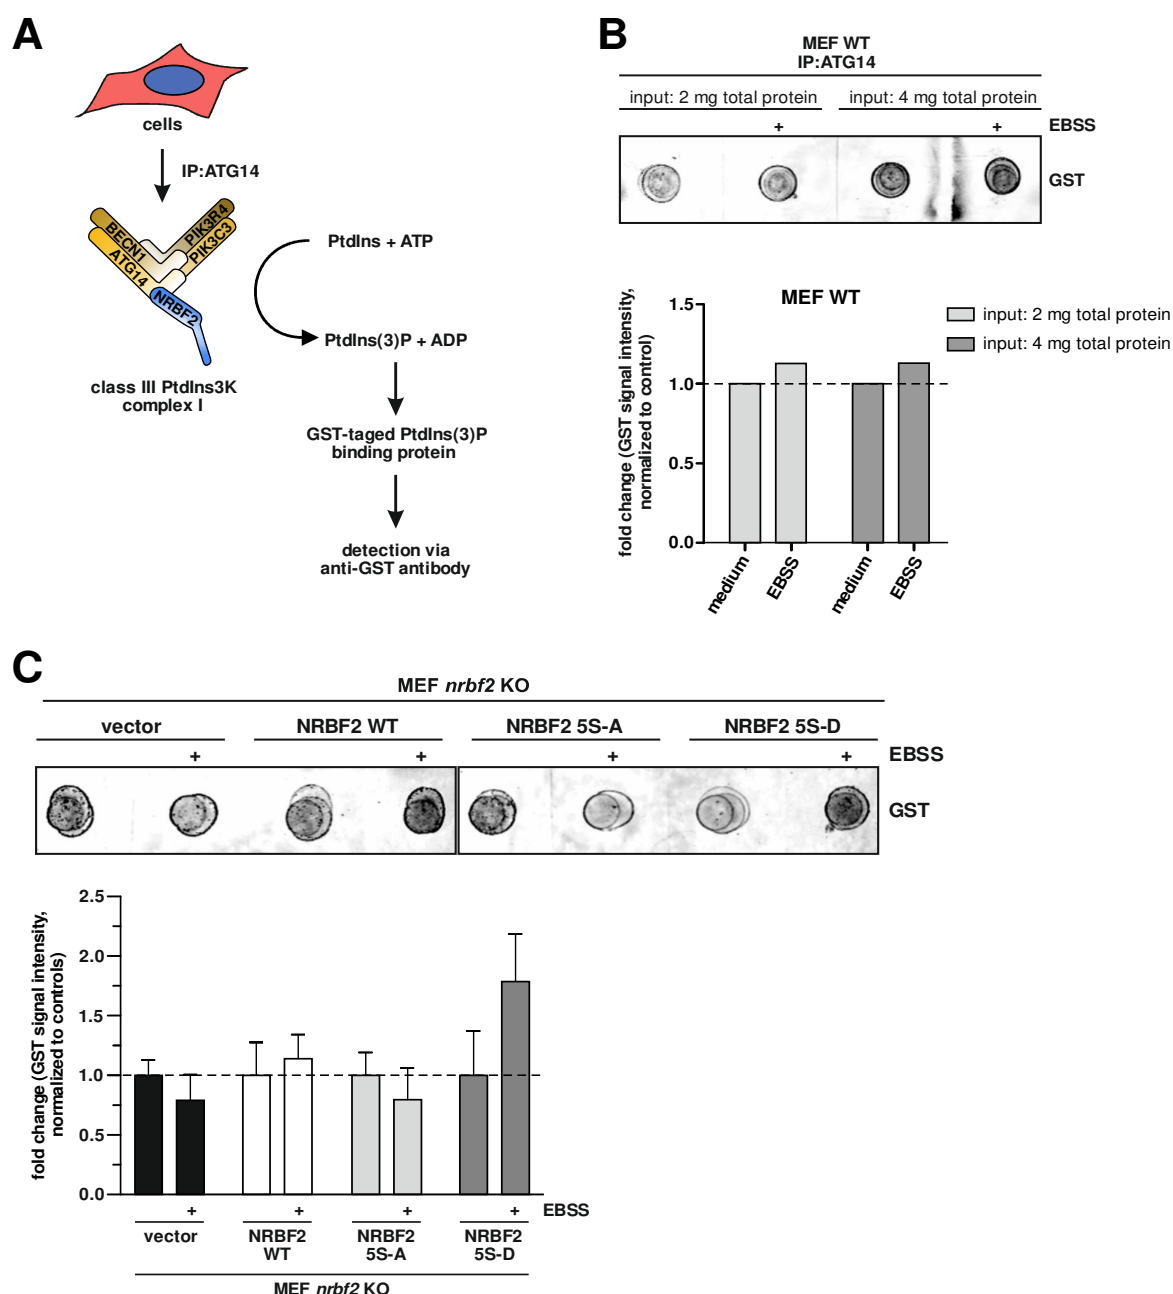 A
cells
IP:ATG14
BECN1
ATG14
PIK3R4
PIK3C3
NRBF2
class III PtdIns3K
complex I
PtdIns + ATP
PtdIns(3)P + ADP
GST-taged PtdIns(3)P
binding protein
detection via
anti-GST antibody
B
MEF WT
IP:ATG14
input: 2 mg total protein
input: 4 mg total protein
+ + EBSS
GST
MEF WT
fold change (GST signal intensity,
normalized to control)
1.5
1.0
0.5
0.0
medium
EBSS
medium
EBSS
input: 2 mg total protein
input: 4 mg total protein
C
MEF nrbf2 KO
vector NRBF2 WT NRBF2 5S-A NRBF2 5S-D
+ + + + EBSS
GST
fold change (GST signal intensity,
normalized to controls)
2.5
2.0
1.5
1.0
0.5
0.0
+ + + + EBSS
vector
NRBF2
WT
NRBF2
5S-A
NRBF2
5S-D
MEF nrbf2 KO